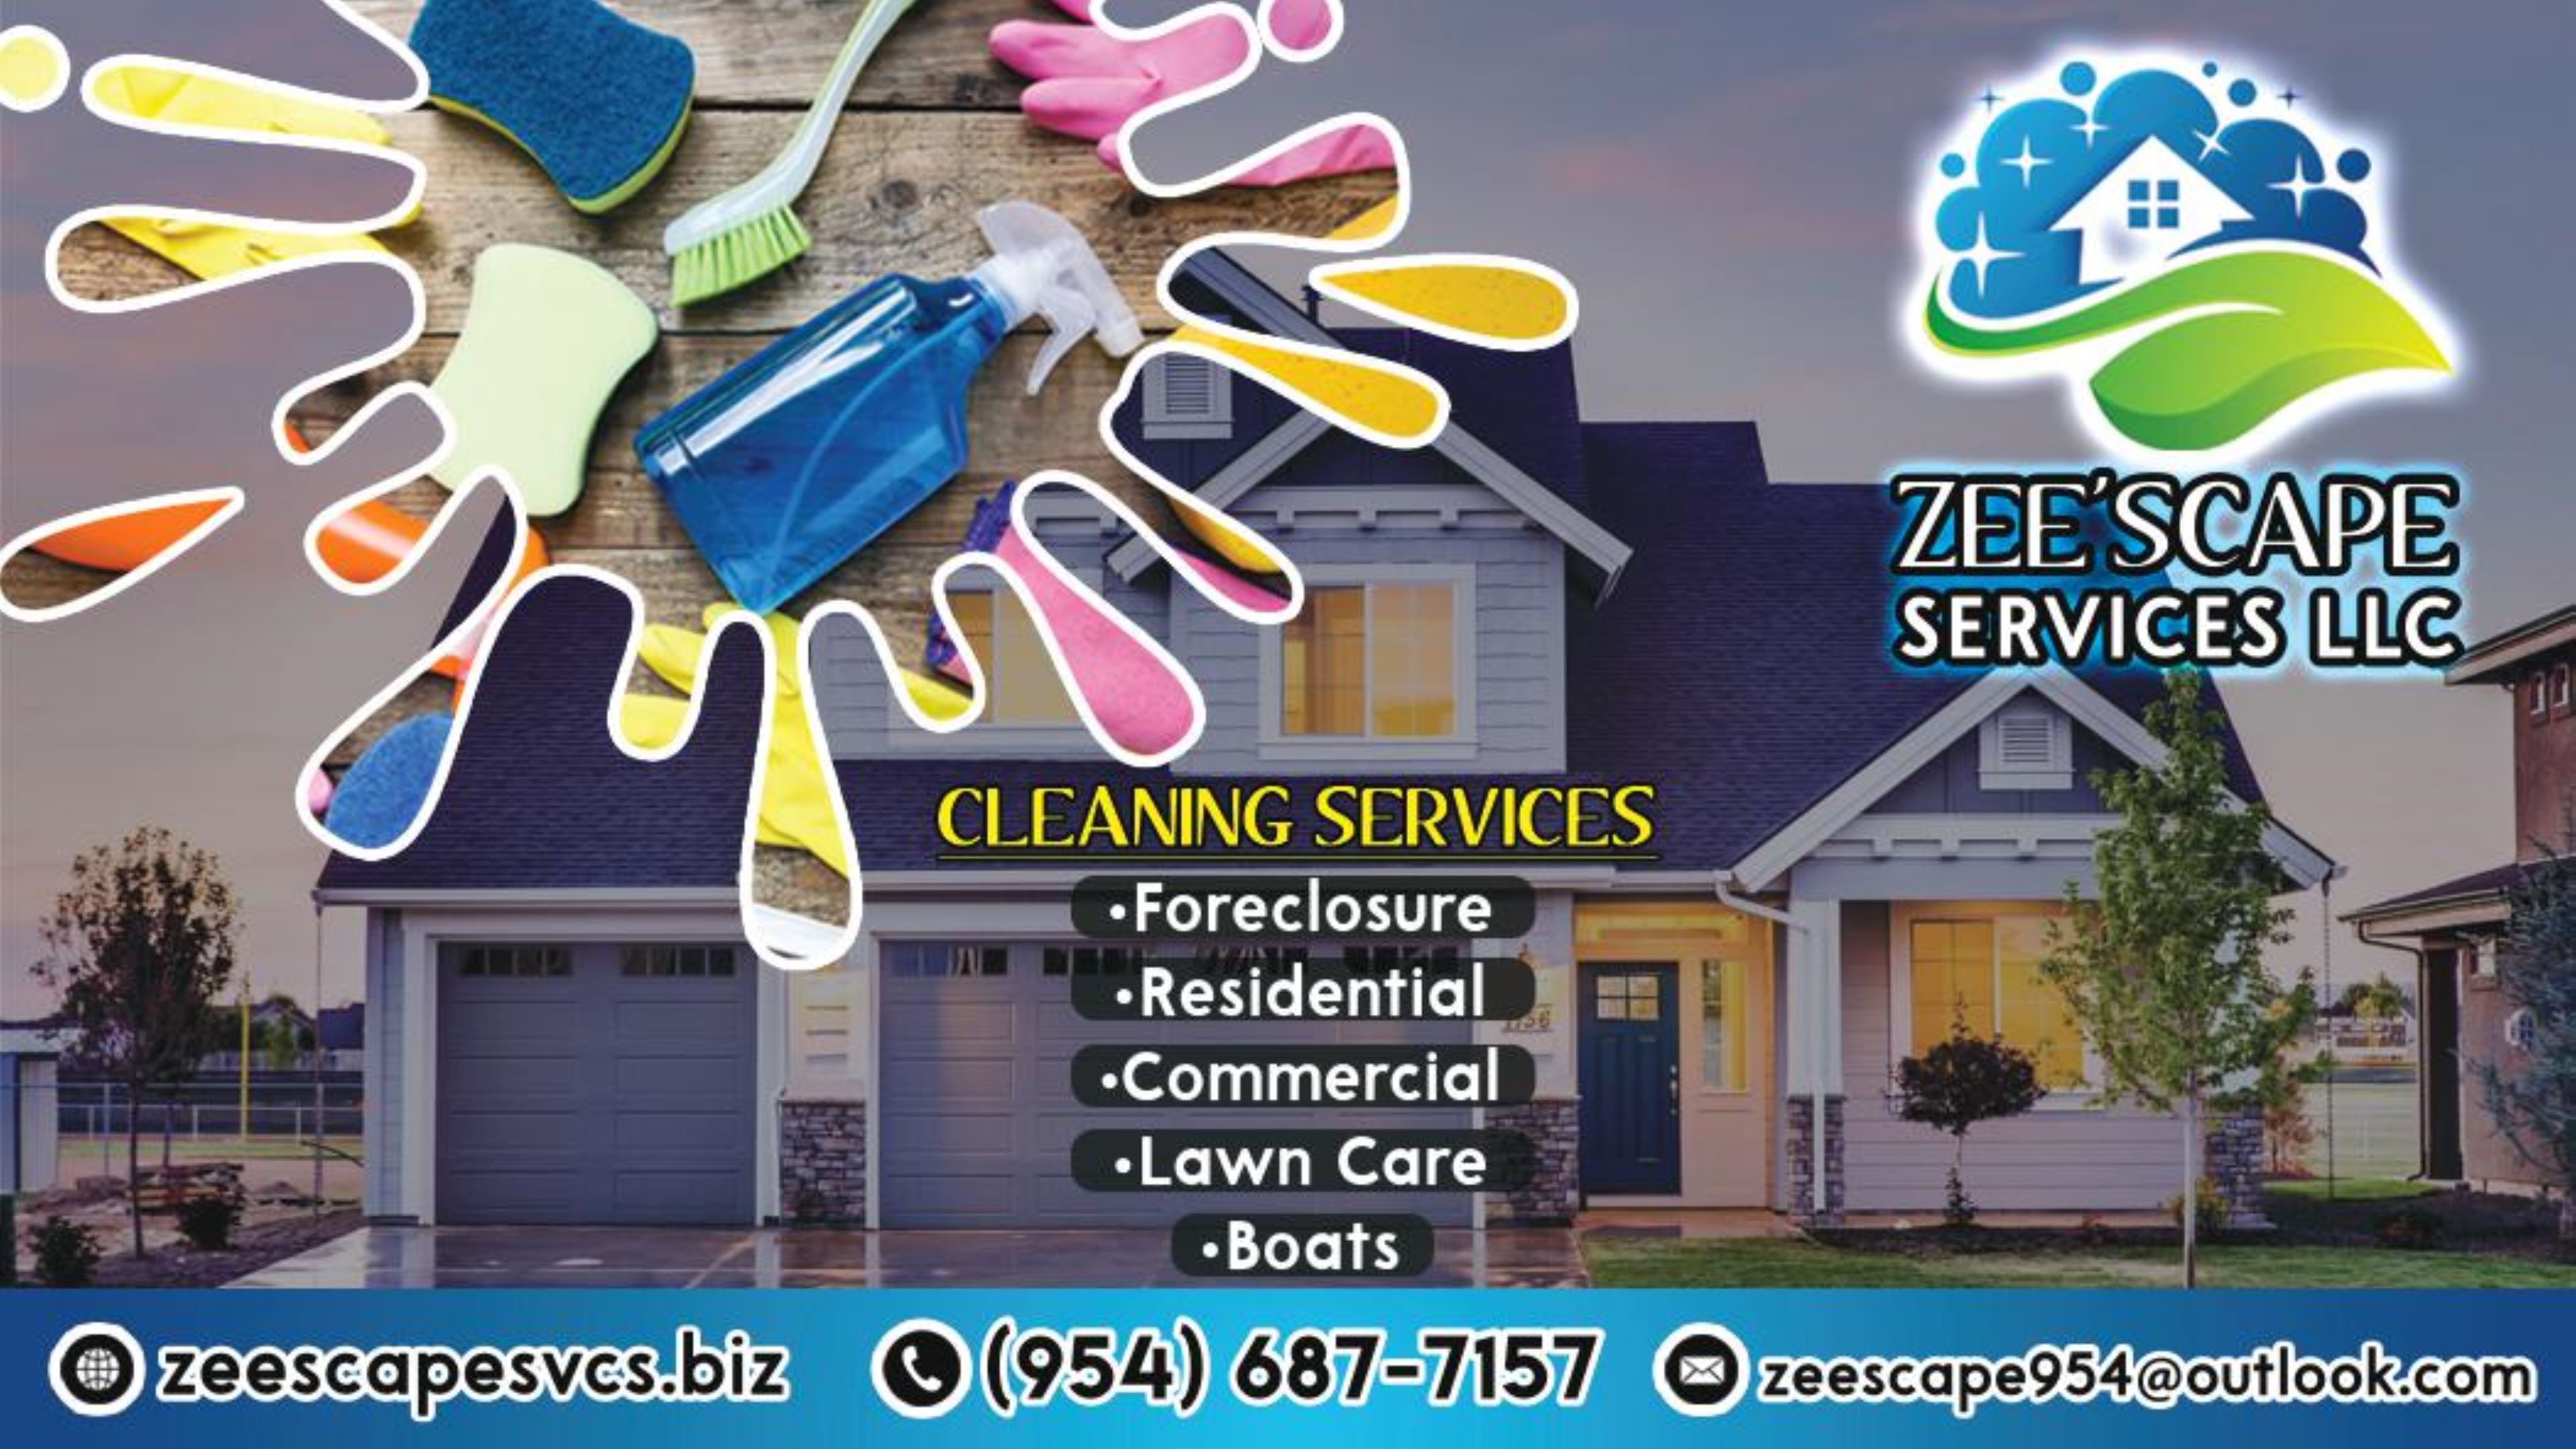 ZEE'SCAPE
SERVICES LLC
CLEANING SERVICES
•Foreclosure
•Residential
•Commercial
•Lawn Care
•Boats
zeescapesvcs.biz
(954) 687-7157
zeescape954@outlook.com